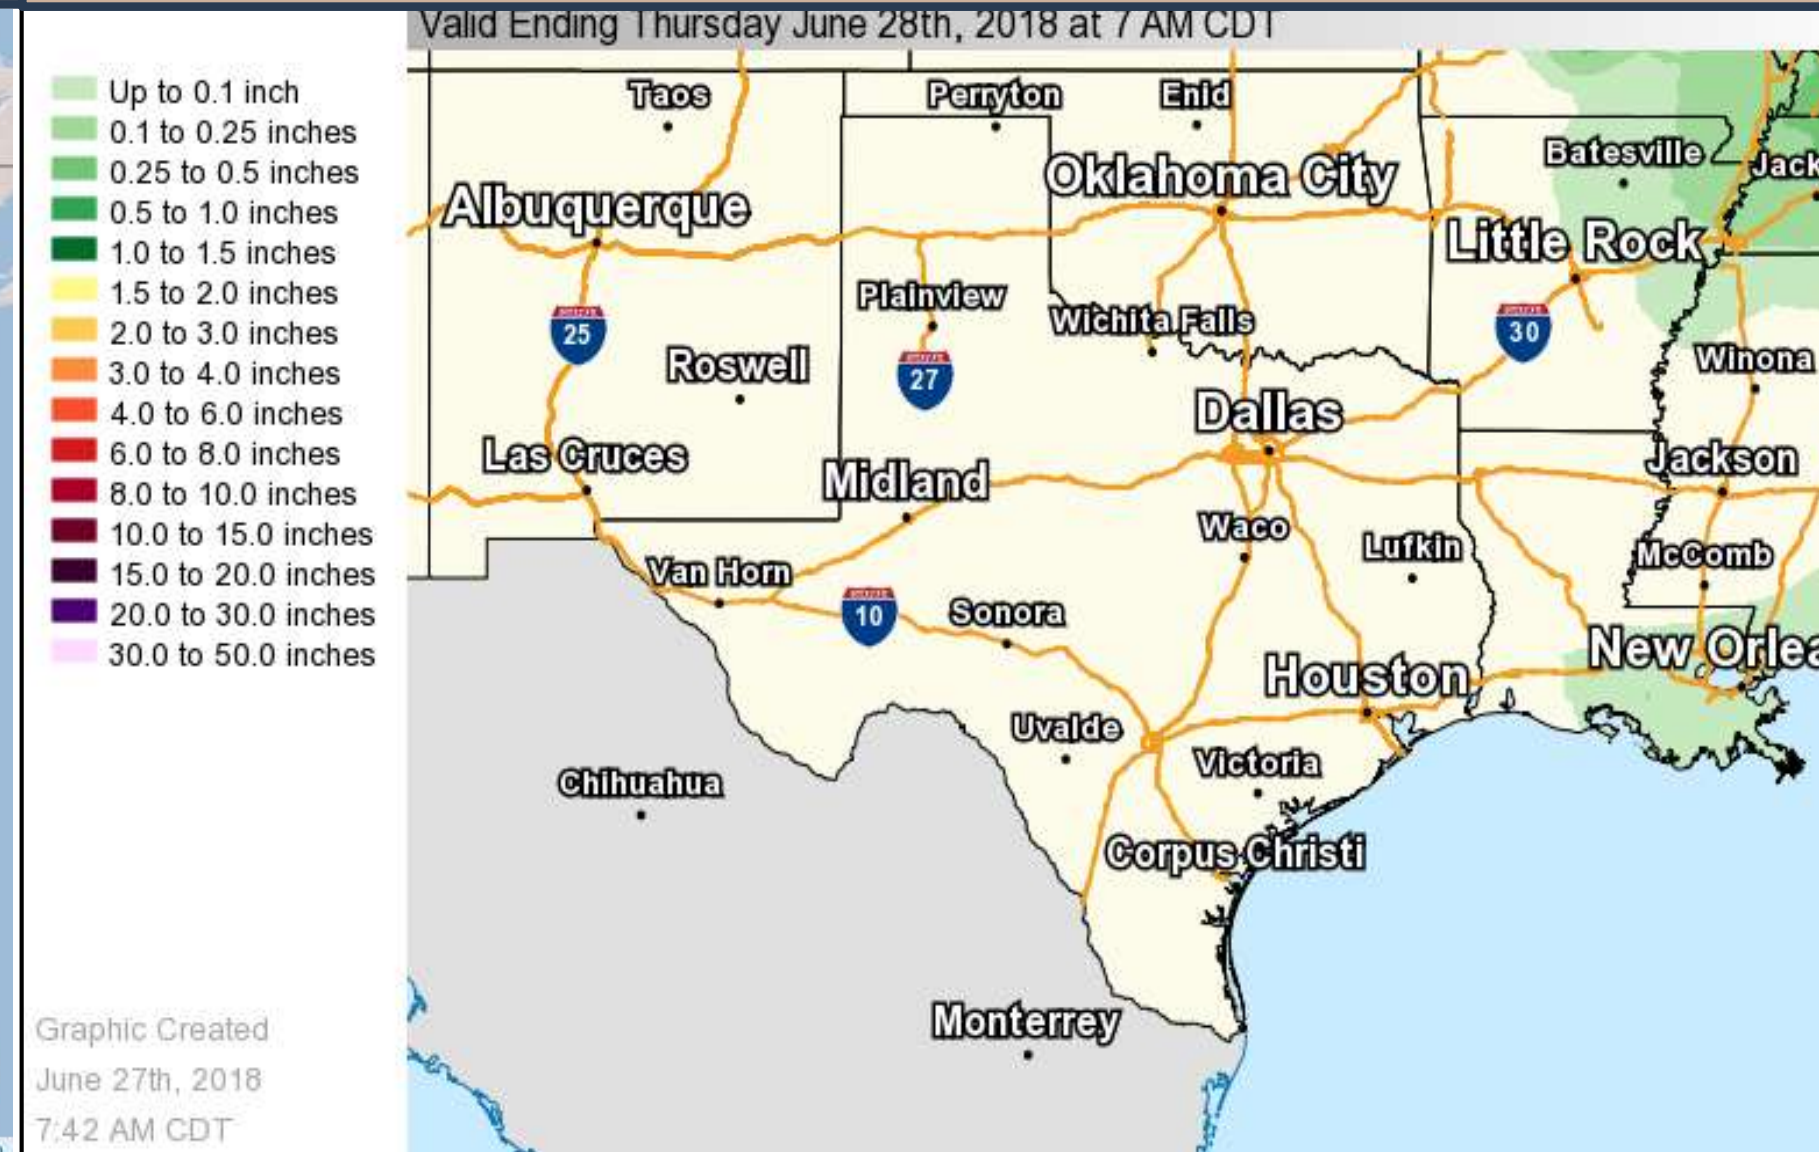 Valid Ending Thursday June 28th, 2018 at 7 AM CDT
Up to 0.1 inch
0.1 to 0.25 inches
0.25 to 0.5 inches
0.5 to 1.0 inches
1.0 to 1.5 inches
1.5 to 2.0 inches
2.0 to 3.0 inches
3.0 to 4.0 inches
4.0 to 6.0 inches
6.0 to 8.0 inches
8.0 to 10.0 inches
10.0 to 15.0 inches
15.0 to 20.0 inches
20.0 to 30.0 inches
30.0 to 50.0 inches
Graphic Created
June 27th, 2018
7:42 AM CDT
Taos
Perryton
Enid
Batesville
Jack
Oklahoma City
Albuquerque
Little Rock
Plainview
Wichita Falls
25
30
Roswell
27
Winona
Dallas
Las Cruces
Midland
Jackson
Waco
Lufkin
McComb
Van Horn
10
Sonora
New Orlea
Houston
Uvalde
Victoria
Chihuahua
Corpus Christi
Monterrey